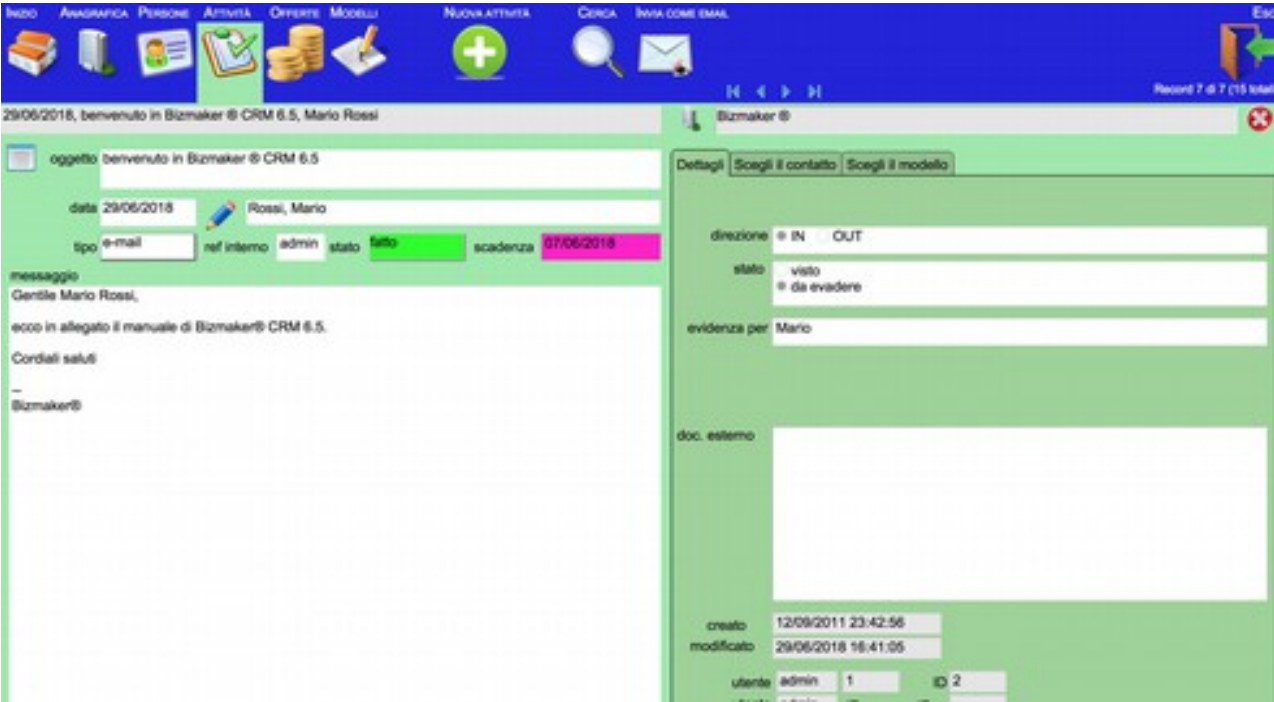 INIZIO ANAGRAFICA PERSONE ATTIVITÀ OFFERTE MODELLI NUOVA ATTIVITÀ CERCA INVIA COME EMAIL Esc
Record 7 di 7 (15 totali
29/06/2018, benvenuto in Bizmaker ® CRM 6.5, Mario Rossi
Bizmaker ®
oggetto benvenuto in Bizmaker ® CRM 6.5
Dettagli Scegli il contatto Scegli il modello
data 29/06/2018 Rossi, Mario
direzione IN OUT
tipo e-mail ref interno admin stato fatto scadenza 07/06/2018
stato visto
da evadere
messaggio
Gentile Mario Rossi,
ecco in allegato il manuale di Bizmaker® CRM 6.5.
Cordiali saluti
--
Bizmaker®
evidenza per Mario
doc. esterno
creato 12/09/2011 23:42:56
modificato 29/06/2018 16:41:05
utente admin 1 ID 2